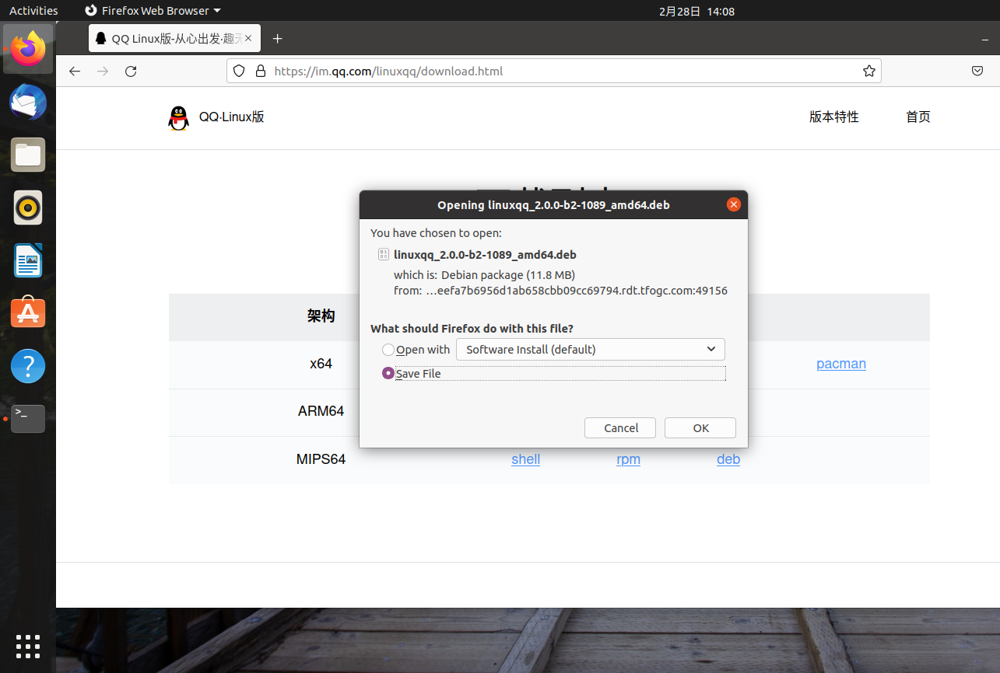 Activities
Firefox Web Browser
2月28日 14:08
QQ Linux版-从心出发·趣
https://im.qq.com/linuxqq/download.html
QQ·Linux版
版本特性
首页
Opening linuxqq_2.0.0-b2-1089_amd64.deb
You have chosen to open:
linuxqq_2.0.0-b2-1089_amd64.deb
which is: Debian package (11.8 MB)
from: …eefa7b6956d1ab658cbb09cc69794.rdt.tfogc.com:49156
What should Firefox do with this file?
Open with Software Install (default)
Save File
Cancel OK
架构
x64 pacman
ARM64
MIPS64 shell rpm deb